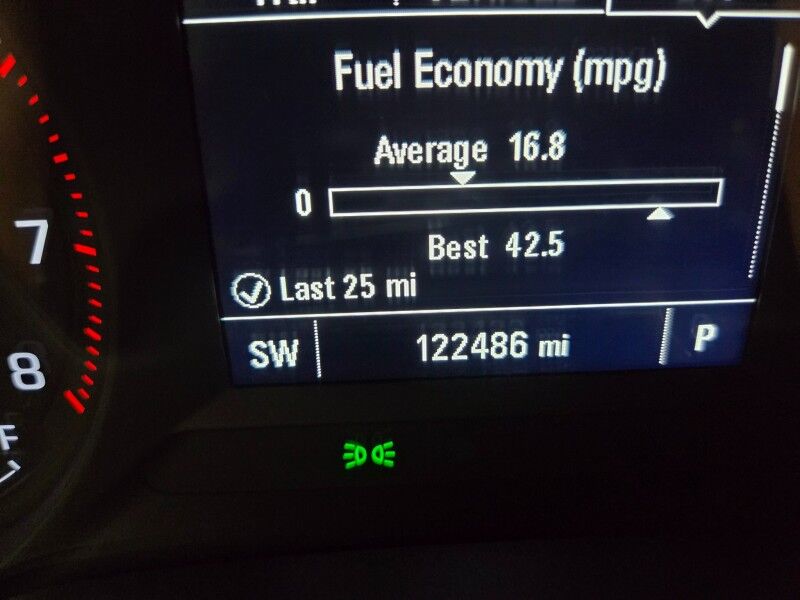 Fuel Economy (mpg)
Average 16.8
0
Best 42.5
Last 25 mi
SW 122486 mi P
7
8
F